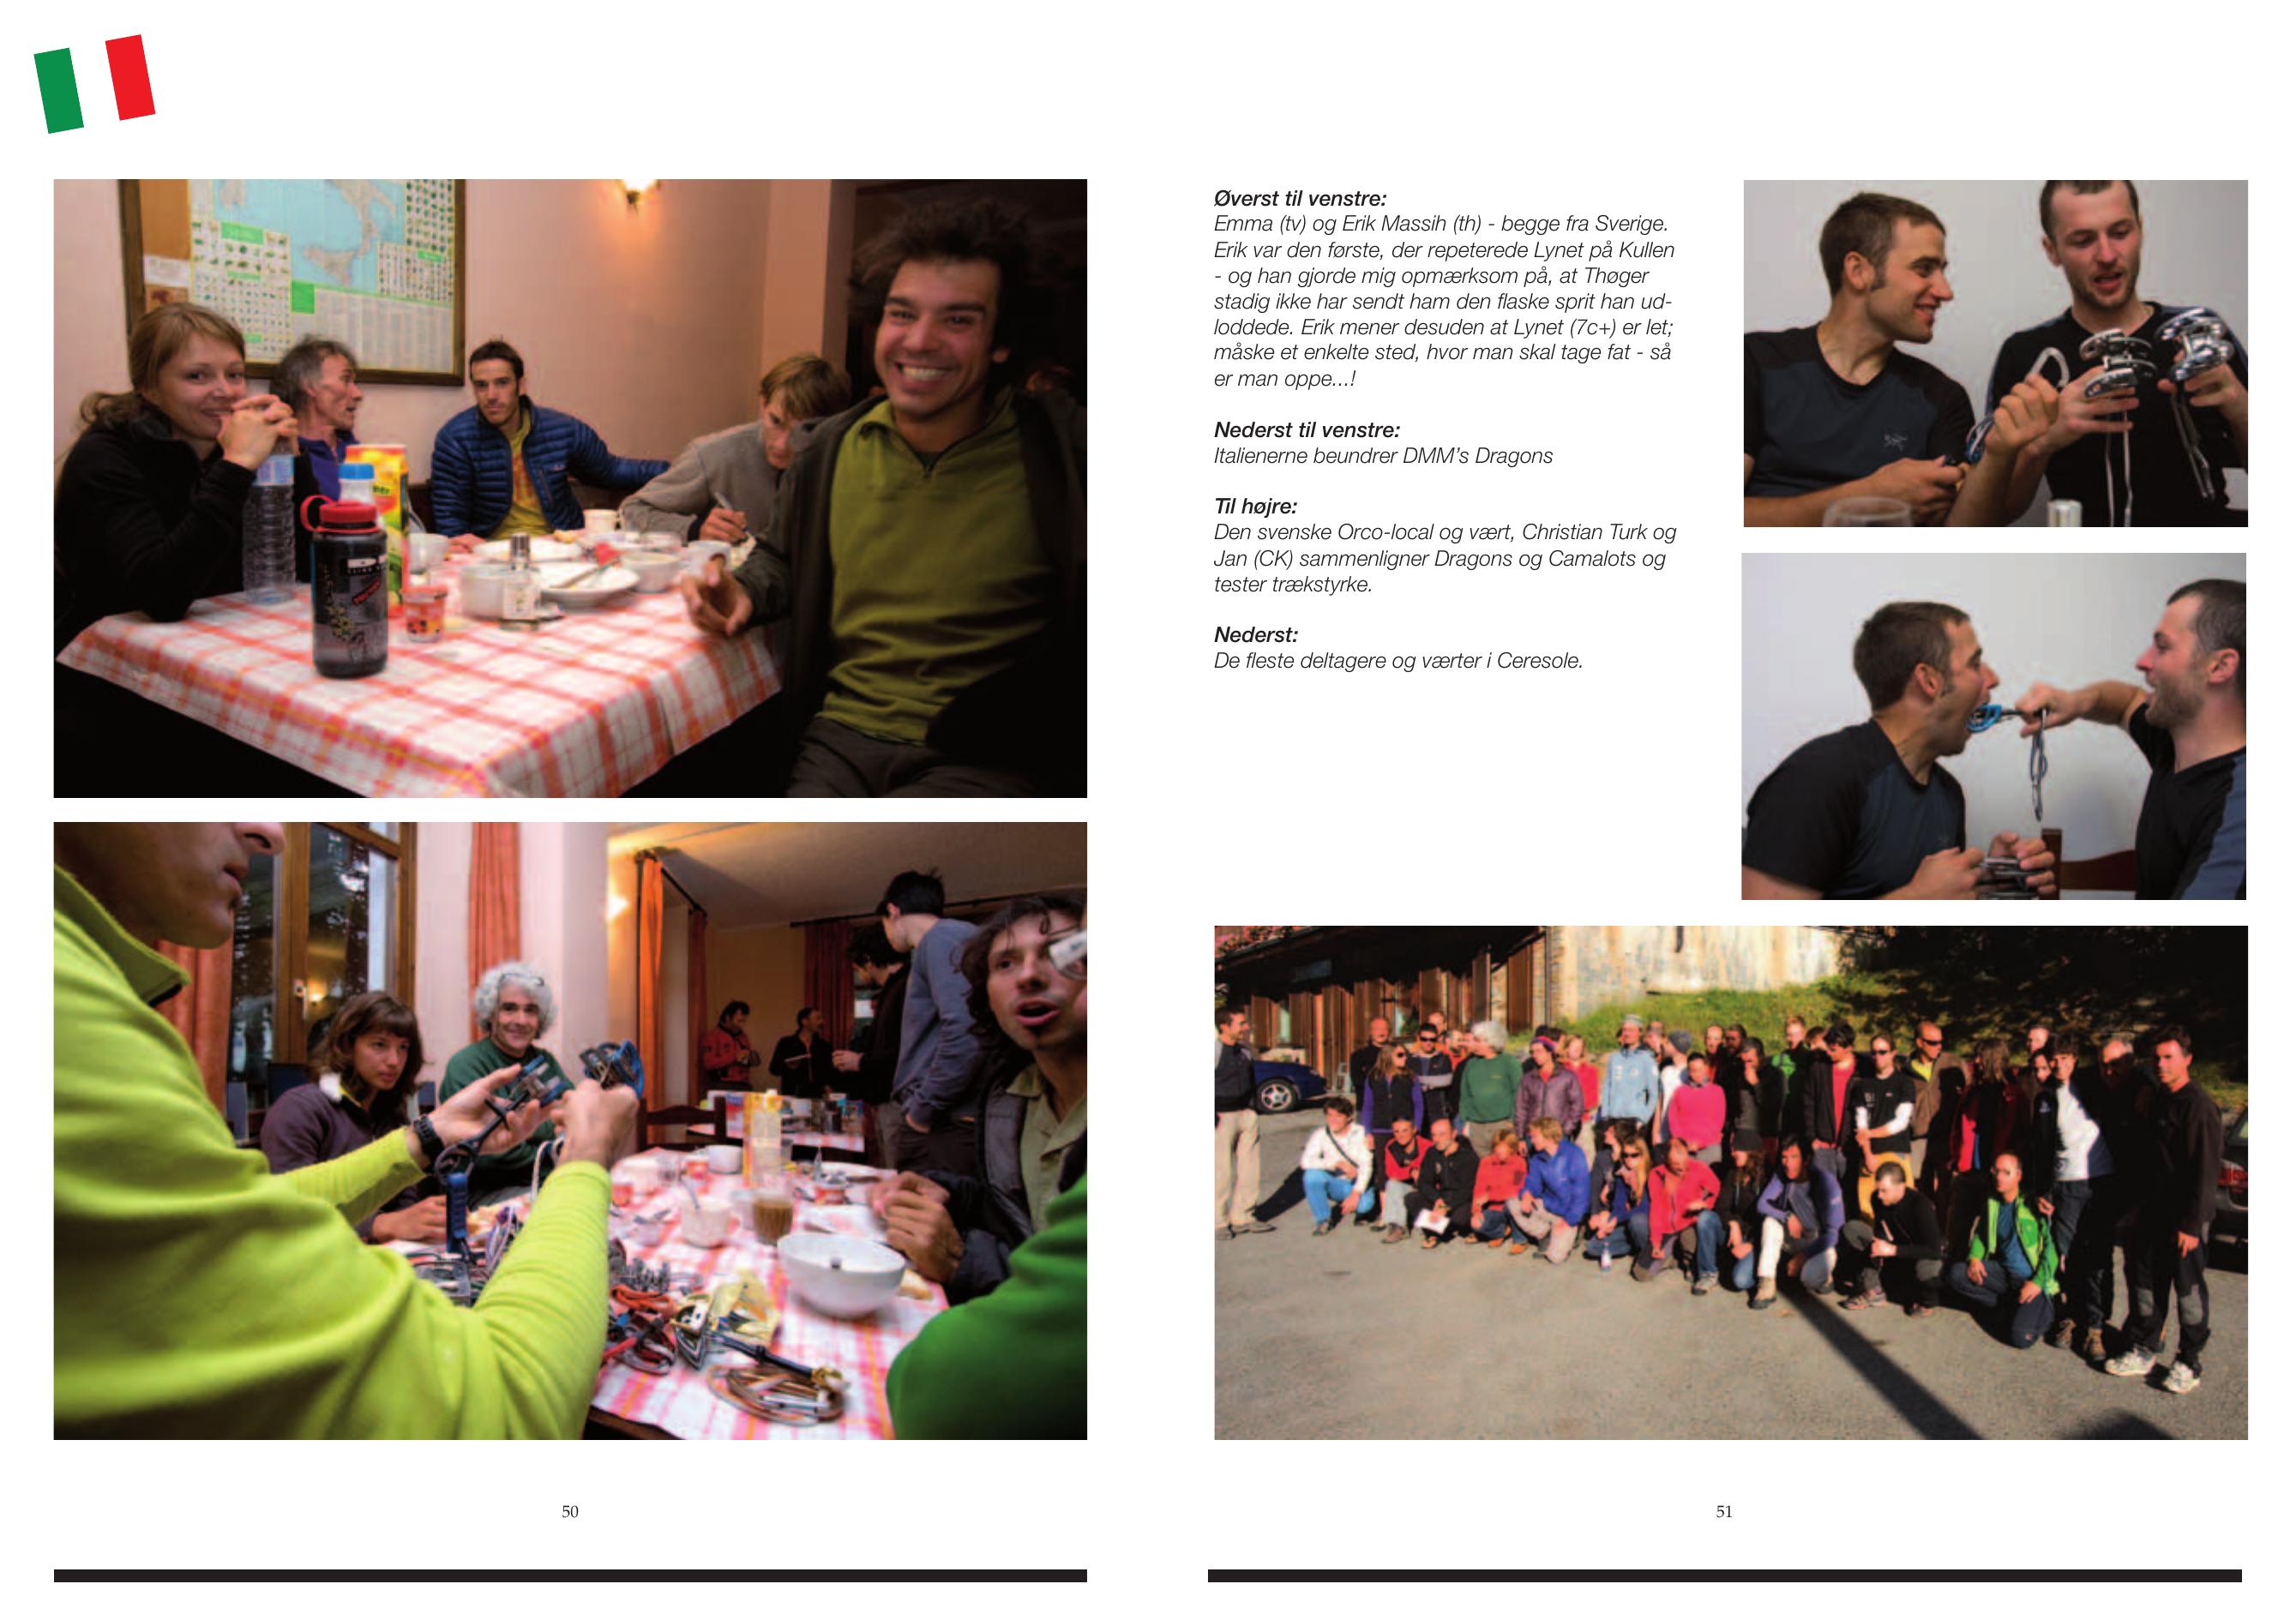 Øverst til venstre:
Emma (tv) og Erik Massih (th) - begge fra Sverige.
Erik var den første, der repeterede Lynet på Kullen
- og han gjorde mig opmærksom på, at Thøger
stadig ikke har sendt ham den flaske sprit han ud-
loddede. Erik mener desuden at Lynet (7c+) er let;
måske et enkelte sted, hvor man skal tage fat - så
er man oppe...!
Nederst til venstre:
Italienerne beundrer DMM's Dragons
Til højre:
Den svenske Orco-local og vært, Christian Turk og
Jan (CK) sammenligner Dragons og Camalots og
tester trækstyrke.
Nederst:
De fleste deltagere og værter i Ceresole.
50
51